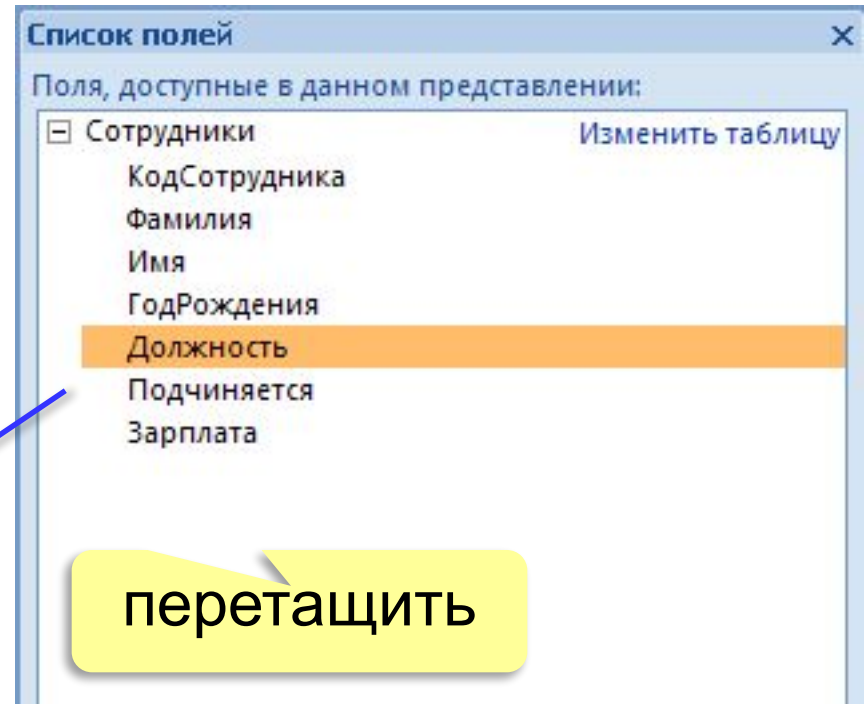 Список полей
Поля, доступные в данном представлении:
Сотрудники Изменить таблицу
КодСотрудника
Фамилия
Имя
ГодРождения
Должность
Подчиняется
Зарплата
перетащить